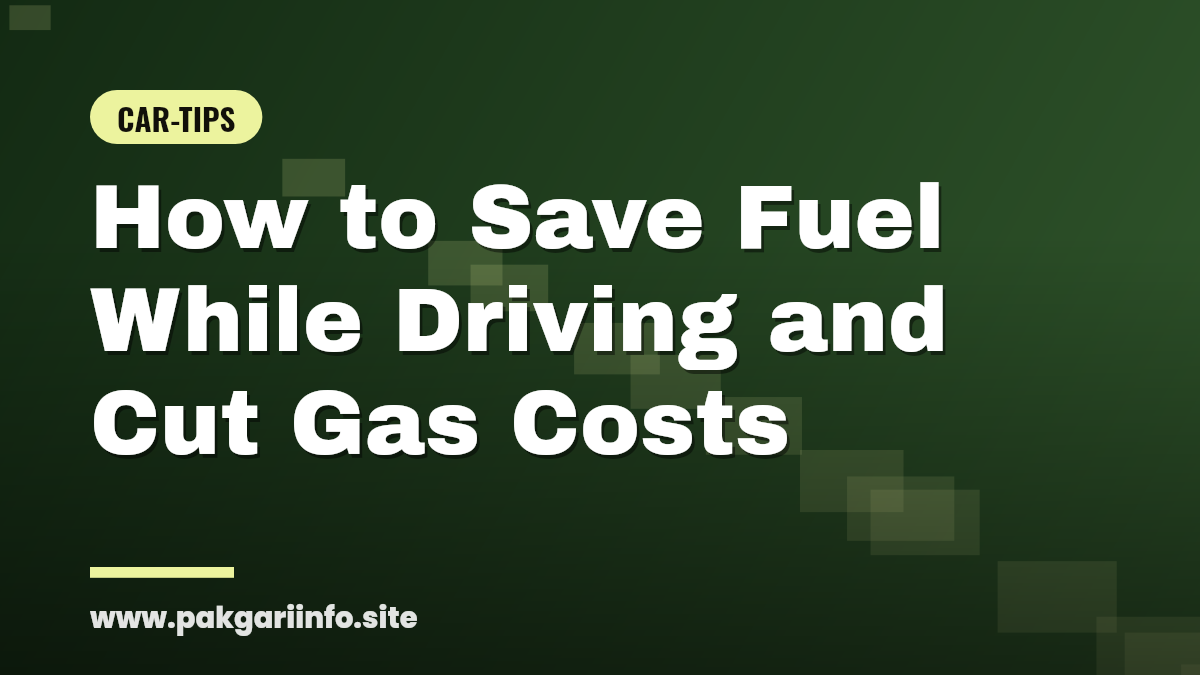 CAR-TIPS
How to Save Fuel
While Driving and
Cut Gas Costs
www.pakgariinfo.site